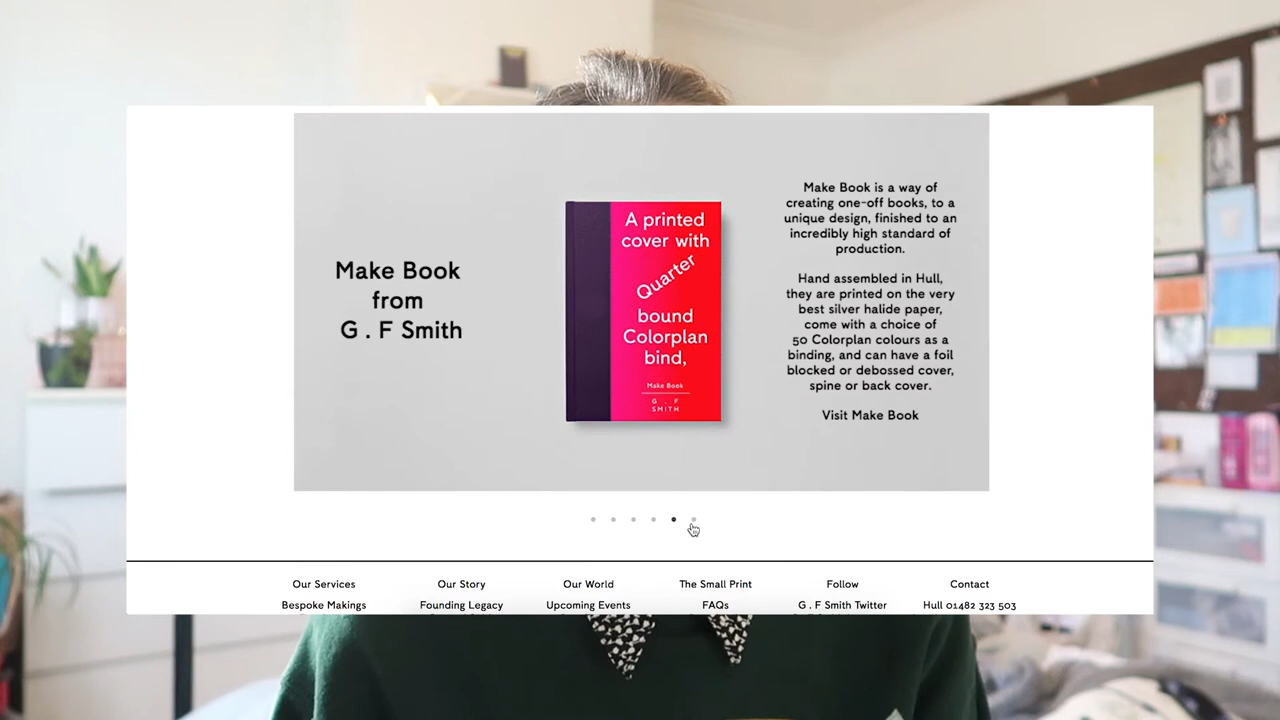 Make Book
from
G . F Smith
A printed
cover with
Quarter
bound
Colorplan
bind,
Make Book
G . F
SMITH
Make Book is a way of
creating one-off books, to a
unique design, finished to an
incredibly high standard of
production.
Hand assembled in Hull,
they are printed on the very
best silver halide paper,
come with a choice of
50 Colorplan colours as a
binding, and can have a foil
blocked or debossed cover,
spine or back cover.
Visit Make Book
Our Services
Our Story
Our World
The Small Print
Follow
Contact
Bespoke Makings
Founding Legacy
Upcoming Events
FAQs
G . F Smith Twitter
Hull 01482 323 503